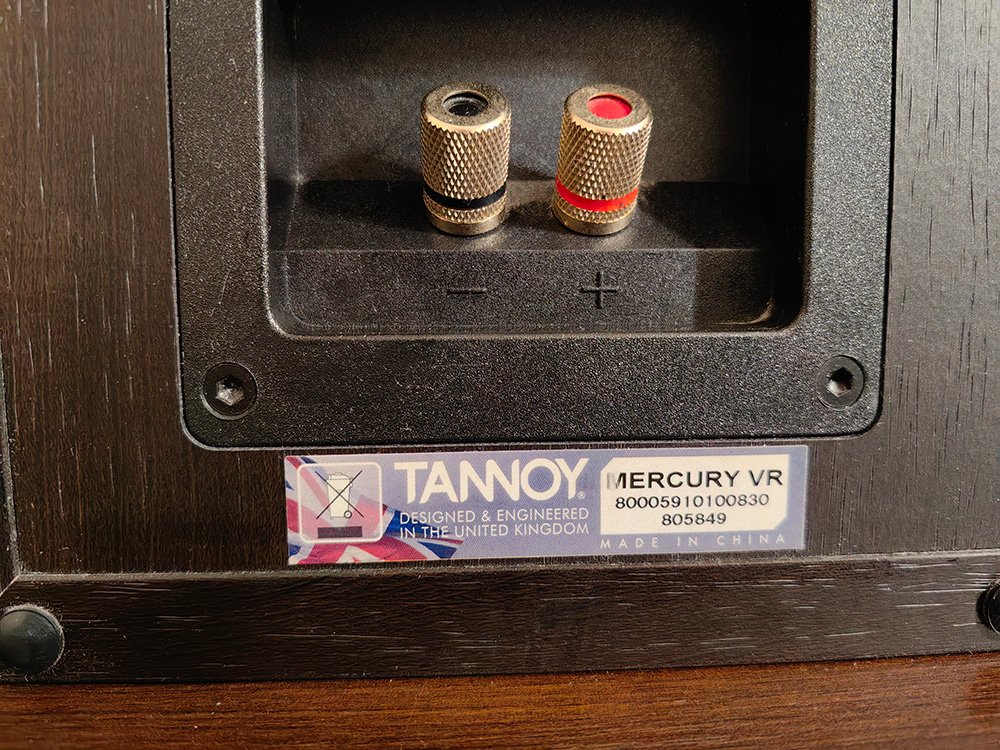 − +
TANNOY®
DESIGNED & ENGINEERED
IN THE UNITED KINGDOM
MERCURY VR
80005910100830
805849
MADE IN CHINA